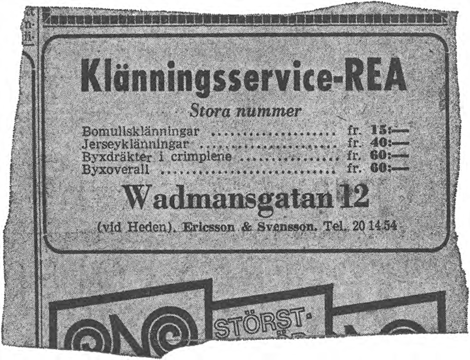 Klänningsservice-REA
Stora nummer
Bomullsklänningar .................... fr. 15:—
Jerseyklänningar ..................... fr. 40:—
Byxdräkter i crimplene ............... fr. 60:—
Byxoverall ........................... fr. 60:—
Wadmansgatan 12
(vid Heden). Ericsson & Svensson. Tel. 20 14 54
STÖRST-